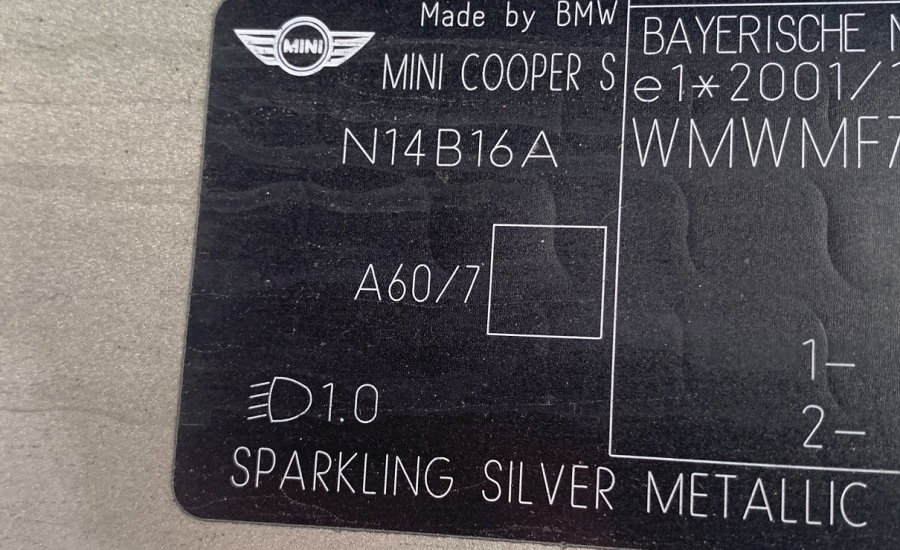 Made by BMW
MINI
MINI COOPER S
N14B16A
A60/7
1.0
SPARKLING SILVER METALLIC
BAYERISCHE
e1*2001/
WMWMF7
1–
2–